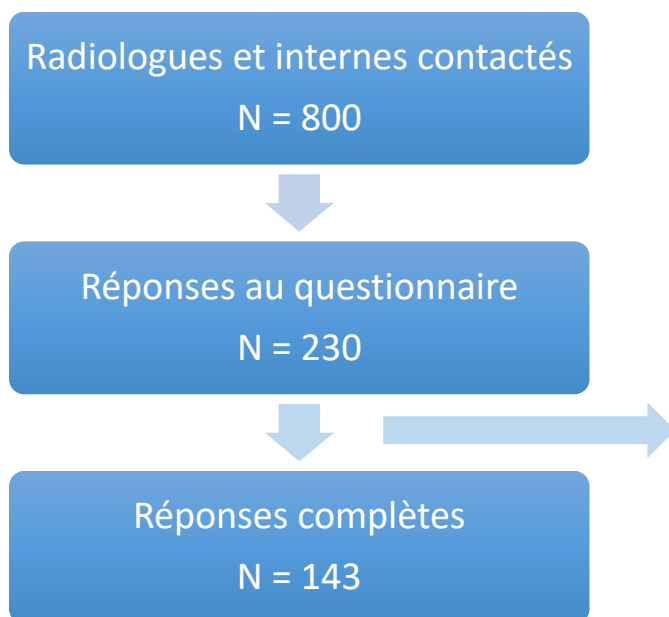 Radiologues et internes contactés
N = 800
Réponses au questionnaire
N = 230
Réponses complètes
N = 143